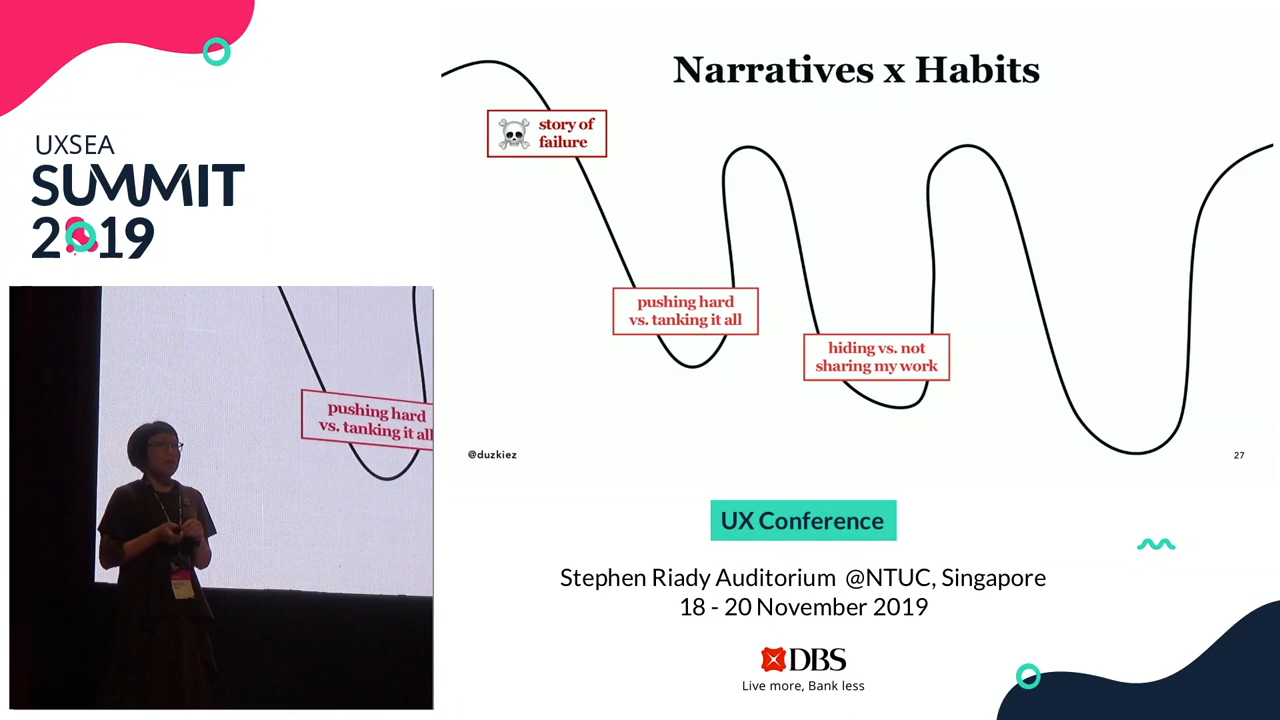 UXSEA
SUMMIT
2019
Narratives x Habits
story of
failure
pushing hard
vs. tanking it all
hiding vs. not
sharing my work
@duzkiez
27
pushing hard
vs. tanking it all
UX Conference
Stephen Riady Auditorium @NTUC, Singapore
18 - 20 November 2019
DBS
Live more, Bank less